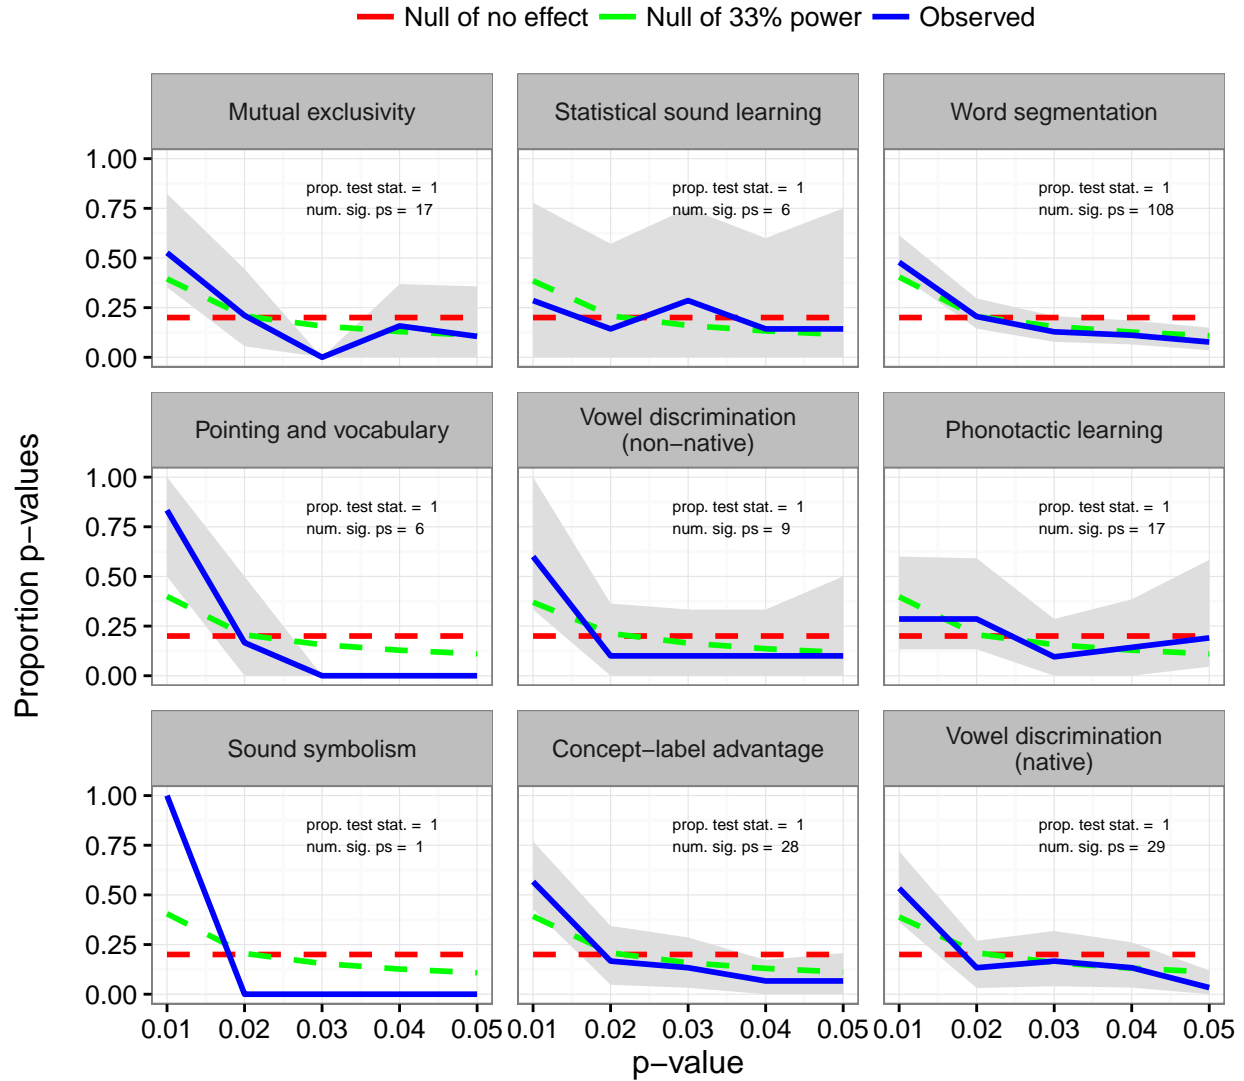 Null of no effect Null of 33% power Observed
Mutual exclusivity
Statistical sound learning
Word segmentation
1.00
0.75
0.50
0.25
0.00
prop. test stat. = 1
num. sig. ps = 17
prop. test stat. = 1
num. sig. ps = 6
prop. test stat. = 1
num. sig. ps = 108
Proportion p−values
Pointing and vocabulary
Vowel discrimination
(non−native)
Phonotactic learning
1.00
0.75
0.50
0.25
0.00
prop. test stat. = 1
num. sig. ps = 6
prop. test stat. = 1
num. sig. ps = 9
prop. test stat. = 1
num. sig. ps = 17
Sound symbolism
Concept−label advantage
Vowel discrimination
(native)
1.00
0.75
0.50
0.25
0.00
prop. test stat. = 1
num. sig. ps = 1
prop. test stat. = 1
num. sig. ps = 28
prop. test stat. = 1
num. sig. ps = 29
0.01 0.02 0.03 0.04 0.05 0.01 0.02 0.03 0.04 0.05 0.01 0.02 0.03 0.04 0.05
p−value